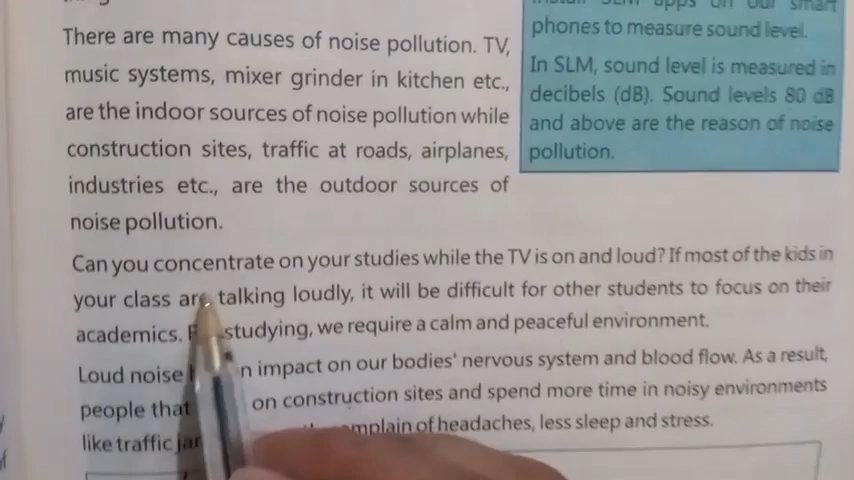 There are many causes of noise pollution. TV,
music systems, mixer grinder in kitchen etc.,
are the indoor sources of noise pollution while
construction sites, traffic at roads, airplanes,
industries etc., are the outdoor sources of
noise pollution.
apps on our smart
phones to measure sound level.
In SLM, sound level is measured in
decibels (dB). Sound levels 80 dB
and above are the reason of noise
pollution.
Can you concentrate on your studies while the TV is on and loud? If most of the kids in
your class are talking loudly, it will be difficult for other students to focus on their
academics. studying, we require a calm and peaceful environment.
Loud noise impact on our bodies' nervous system and blood flow. As a result,
people that on construction sites and spend more time in noisy environments
like traffic complain of headaches, less sleep and stress.